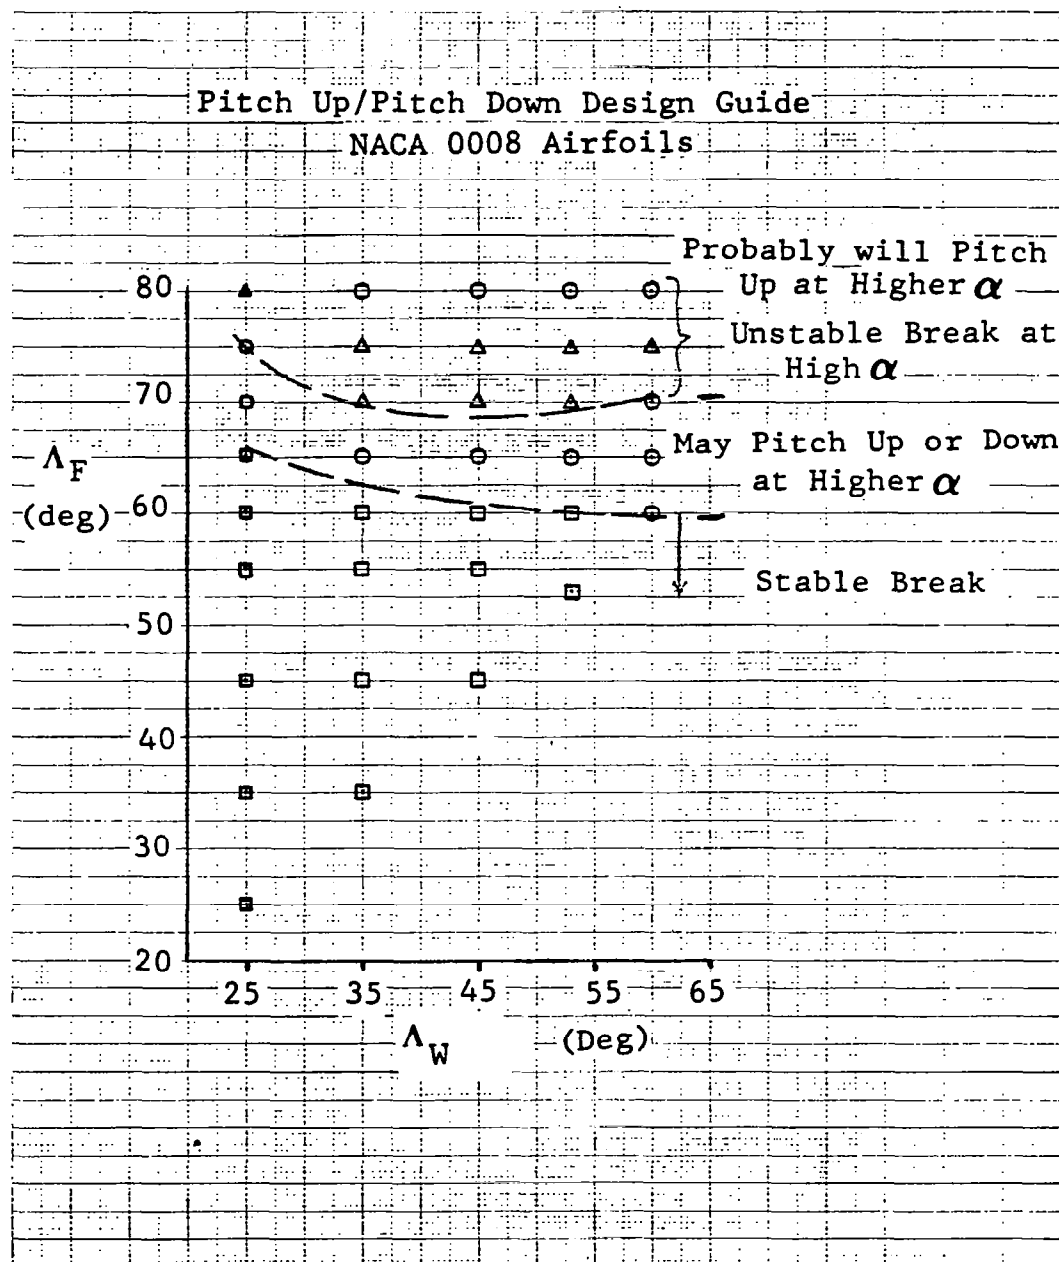 Pitch Up/Pitch Down Design Guide
NACA 0008 Airfoils
Probably will Pitch
Up at Higher α
Unstable Break at
High α
May Pitch Up or Down
at Higher α
Stable Break
Λ_F
(deg)
80
70
60
50
40
30
20
25 35 45 55 65
Λ_W (Deg)